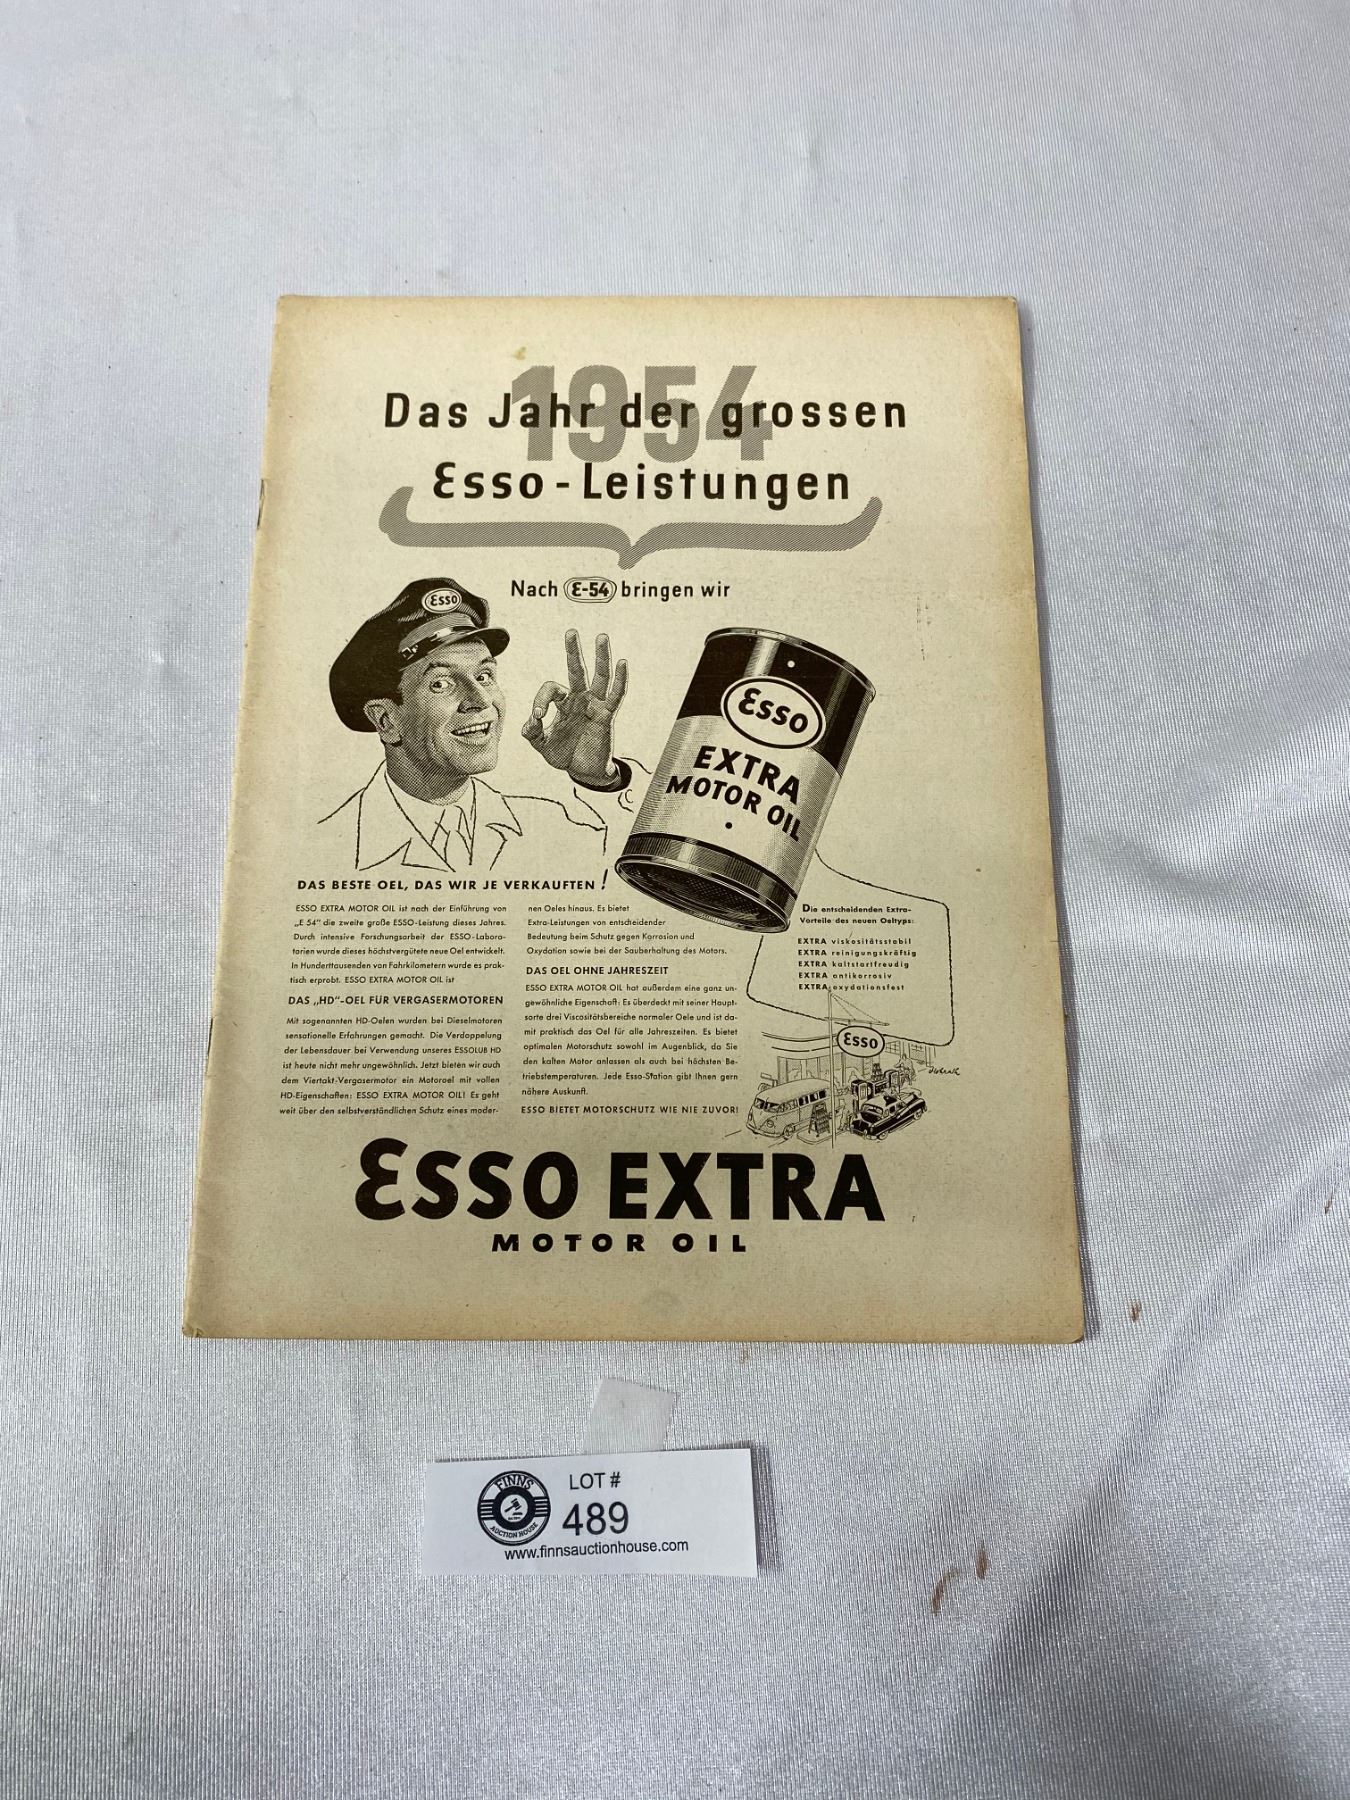 1954
Das Jahr der grossen
Esso-Leistungen
Nach E-54 bringen wir
Esso
Esso
EXTRA
MOTOR OIL
DAS BESTE OEL, DAS WIR JE VERKAUFTEN !
ESSO EXTRA MOTOR OIL ist nach der Einführung von
„E 54" die zweite große ESSO-Leistung dieses Jahres.
Durch intensive Forschungsarbeit der ESSO-Labora-
torien wurde dieses höchstvergütete neue Oel entwickelt.
In Hunderttausenden von Fahrkilometern wurde es prak-
tisch erprobt. ESSO EXTRA MOTOR OIL ist
DAS „HD"-OEL FÜR VERGASERMOTOREN
Mit sogenannten HD-Oelen wurden bei Dieselmotoren
sensationelle Erfahrungen gemacht. Die Verdoppelung
der Lebensdauer bei Verwendung unseres ESSOLUB HD
ist heute nicht mehr ungewöhnlich. Jetzt bieten wir auch
dem Viertakt-Vergasermotor ein Motoroel mit vollen
HD-Eigenschaften: ESSO EXTRA MOTOR OIL! Es geht
weit über den selbstverständlichen Schutz eines moder-
nen Oeles hinaus. Es bietet
Extra-Leistungen von entscheidender
Bedeutung beim Schutz gegen Korrosion und
Oxydation sowie bei der Sauberhaltung des Motors.
DAS OEL OHNE JAHRESZEIT
ESSO EXTRA MOTOR OIL hat außerdem eine ganz un-
gewöhnliche Eigenschaft: Es überdeckt mit seiner Haupt-
sorte drei Viscositätsbereiche normaler Oele und ist da-
mit praktisch das Oel für alle Jahreszeiten. Es bietet
optimalen Motorschutz sowohl im Augenblick, da Sie
den kalten Motor anlassen als auch bei höchsten Be-
triebstemperaturen. Jede Esso-Station gibt Ihnen gern
nähere Auskunft.
ESSO BIETET MOTORSCHUTZ WIE NIE ZUVOR!
Die entscheidenden Extra-
Vorteile des neuen Oeltyps:
EXTRA viskositätsstabil
EXTRA reinigungskräftig
EXTRA kaltstartfreudig
EXTRA antikorrosiv
EXTRA oxydationsfest
Esso
ESSO EXTRA
MOTOR OIL
FINNS
AUCTION HOUSE
LOT #
489
www.finnsauctionhouse.com